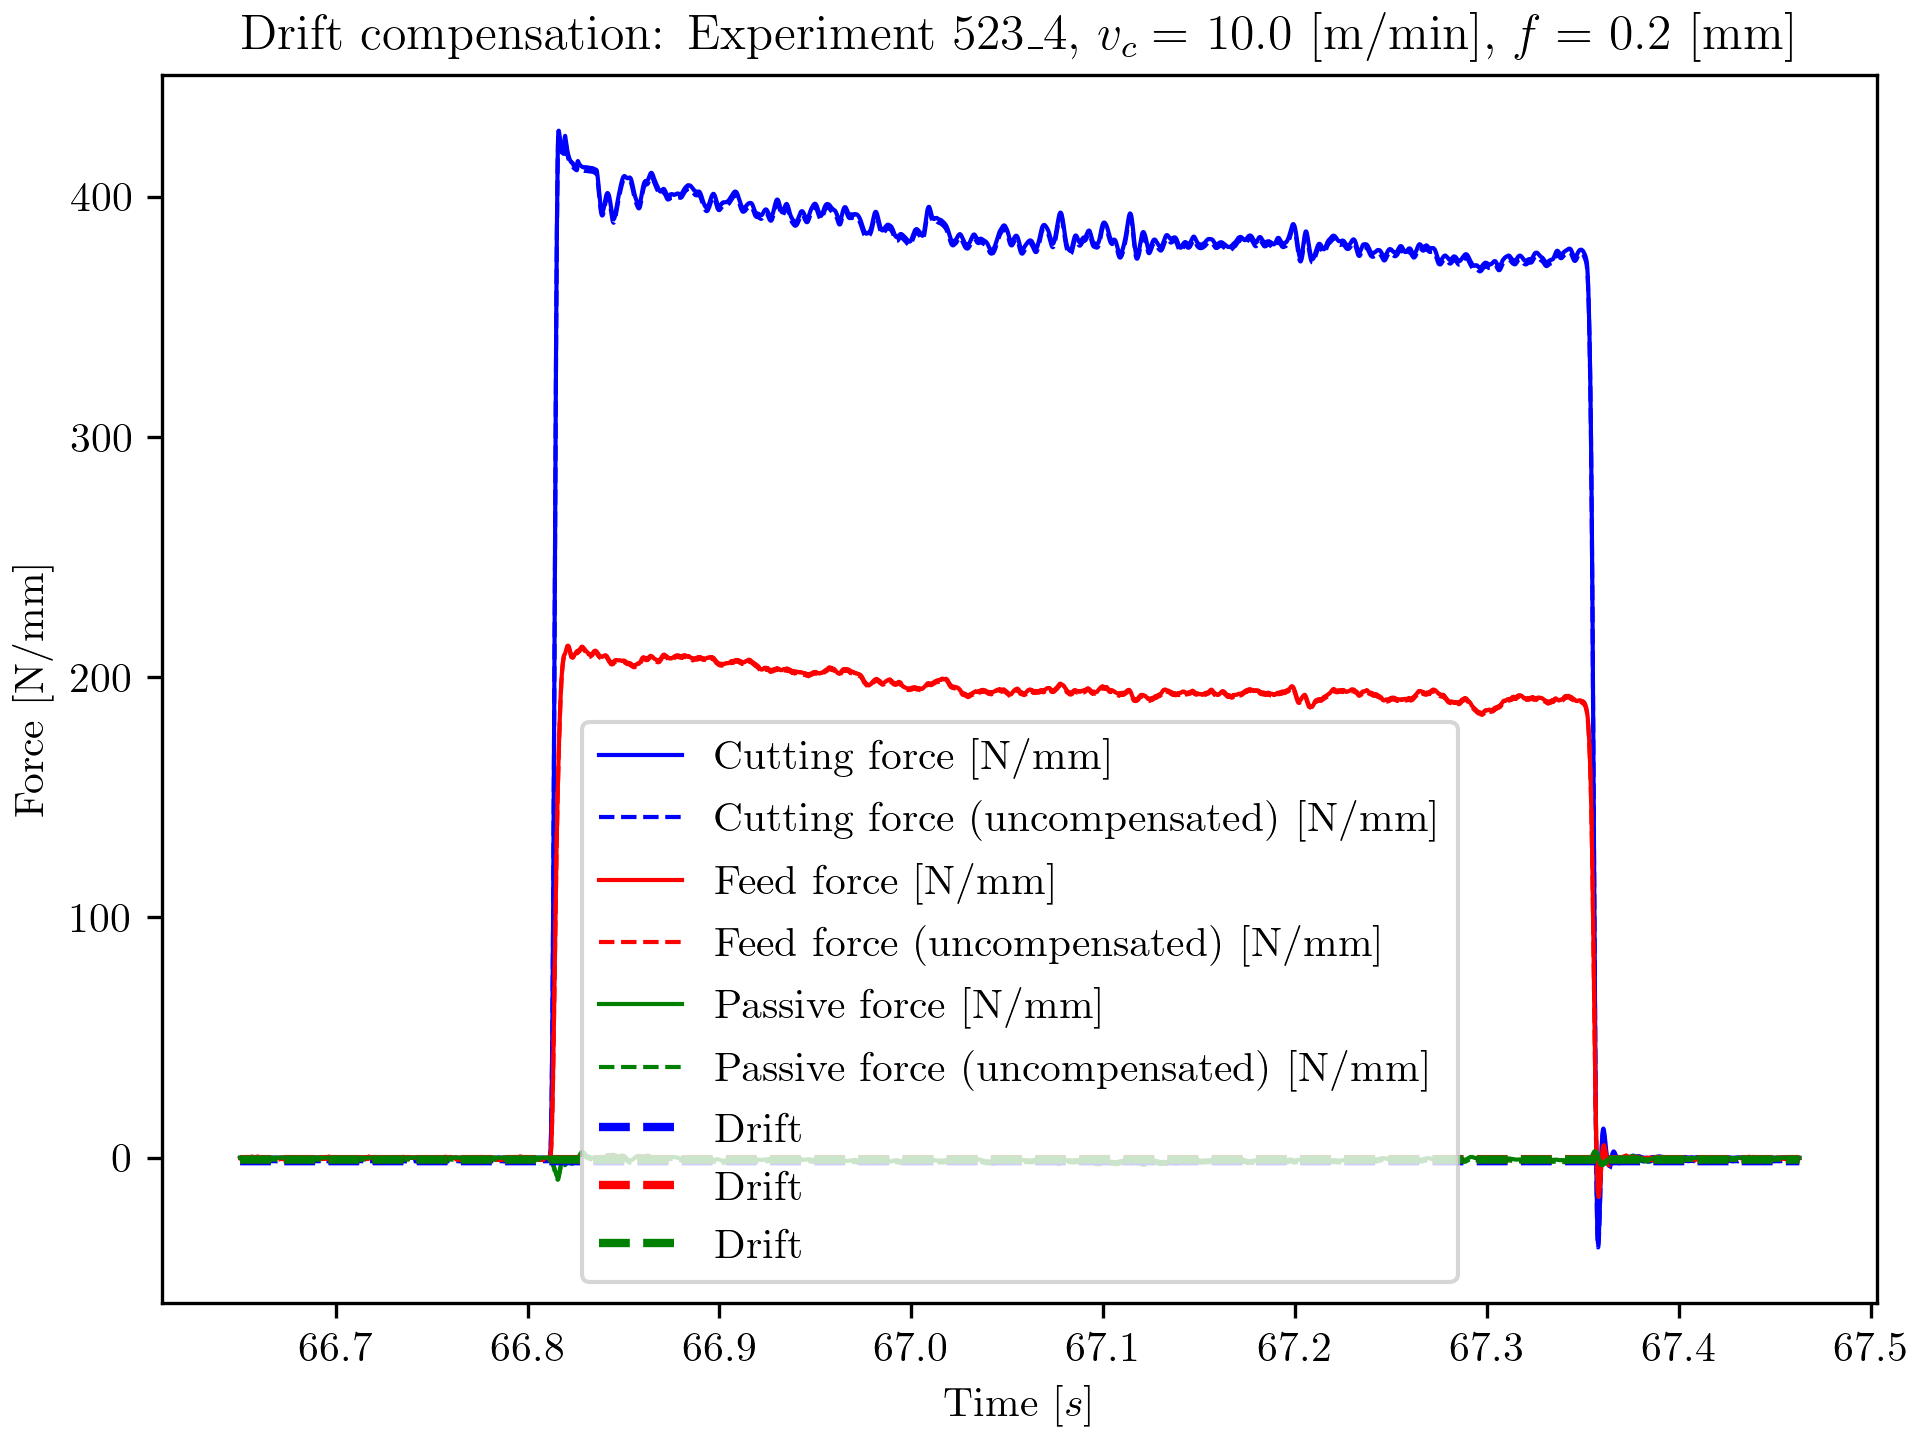 Drift compensation: Experiment 523_4, v_c = 10.0 [m/min], f = 0.2 [mm]
Force [N/mm]
400
300
200
100
0
Cutting force [N/mm]
Cutting force (uncompensated) [N/mm]
Feed force [N/mm]
Feed force (uncompensated) [N/mm]
Passive force [N/mm]
Passive force (uncompensated) [N/mm]
Drift
Drift
Drift
66.7 66.8 66.9 67.0 67.1 67.2 67.3 67.4 67.5
Time [s]